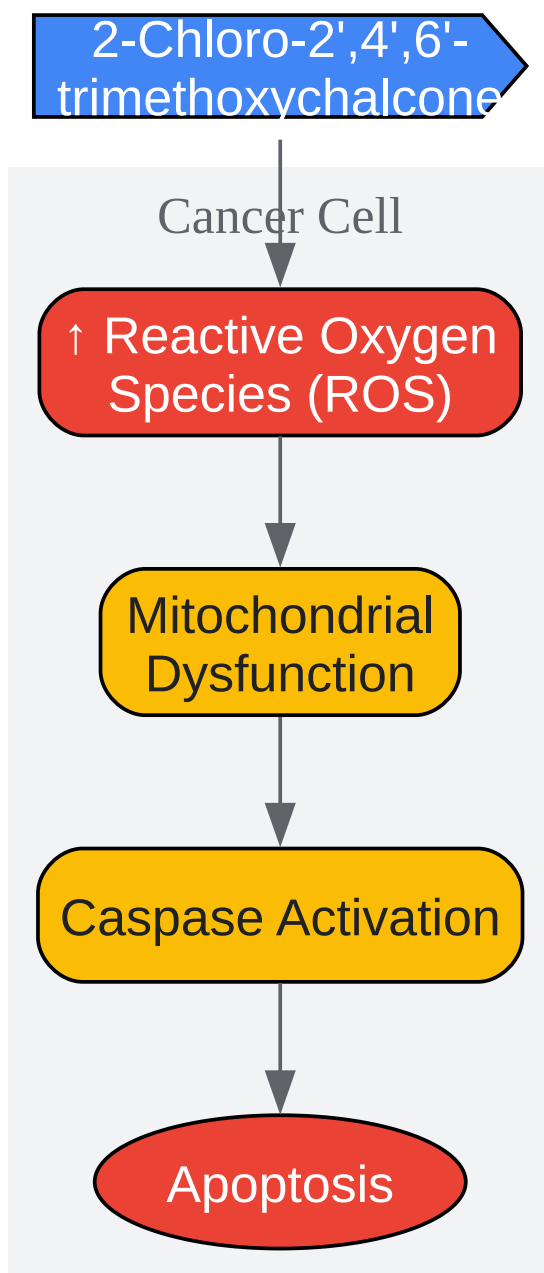 2-Chloro-2',4',6'-
trimethoxychalcone
Cancer Cell
↑ Reactive Oxygen
Species (ROS)
Mitochondrial
Dysfunction
Caspase Activation
Apoptosis